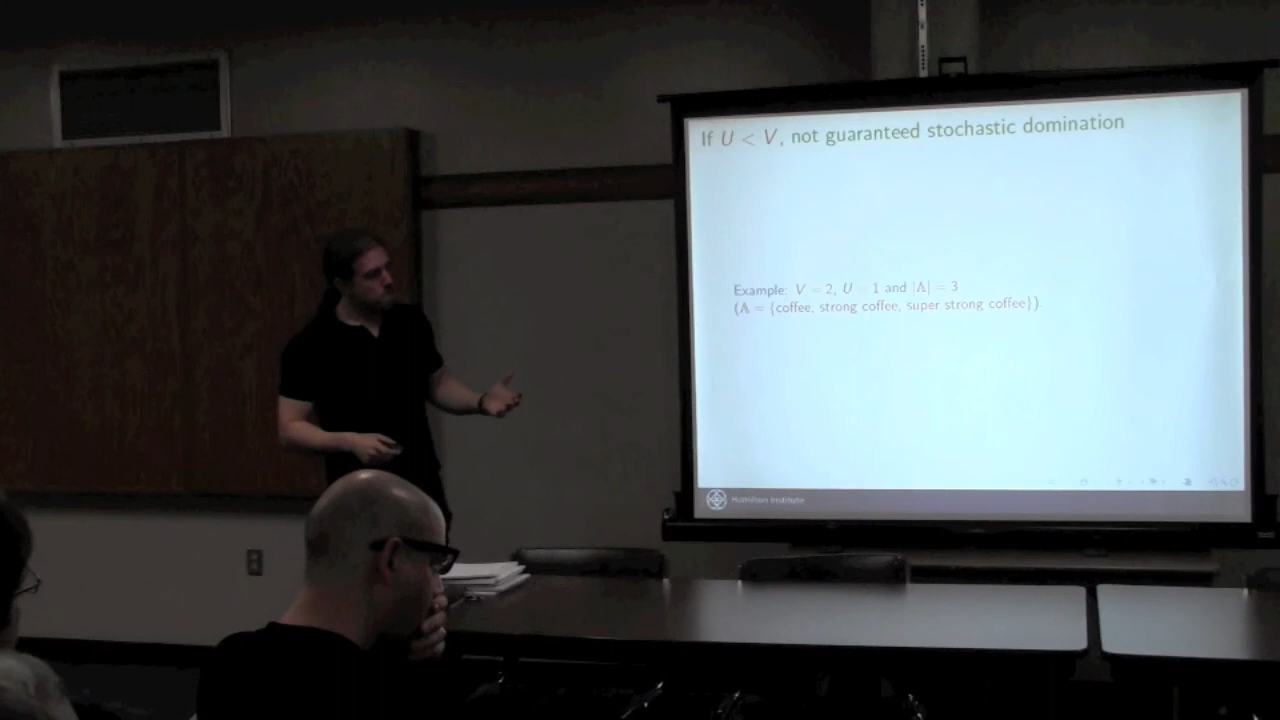 If U < V, not guaranteed stochastic domination
Example: V = 2, U = 1 and |𝔸| = 3
(𝔸 = {coffee, strong coffee, super strong coffee}).
Hamilton Institute